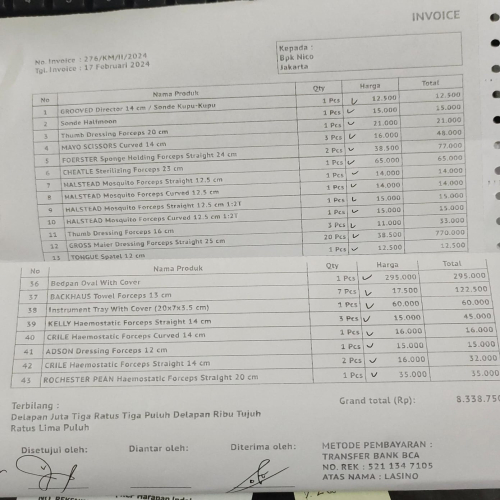 INVOICE
No. Invoice : 276/KM/II/2024
Tgl. Invoice : 17 Februari 2024
Kepada :
Bpk Nico
Jakarta
No Nama Produk Qty Harga Total
1 GROOVED Director 14 cm / Sonde Kupu-Kupu 1 Pcs 12.500 12.500
2 Sonde Hallmoon 1 Pcs 15.000 15.000
3 Thumb Dressing Forceps 20 cm 1 Pcs 21.000 21.000
4 MAYO SCISSORS Curved 14 cm 3 Pcs 16.000 48.000
5 FOERSTER Sponge Holding Forceps Straight 24 cm 2 Pcs 38.500 77.000
6 CHEATLE Sterilizing Forceps 23 cm 1 Pcs 65.000 65.000
7 HALSTEAD Mosquito Forceps Straight 12.5 cm 1 Pcs 14.000 14.000
8 HALSTEAD Mosquito Forceps Curved 12.5 cm 1 Pcs 14.000 14.000
9 HALSTEAD Mosquito Forceps Straight 12.5 cm 1:2T 1 Pcs 15.000 15.000
10 HALSTEAD Mosquito Forceps Curved 12.5 cm 1:2T 1 Pcs 15.000 15.000
11 Thumb Dressing Forceps 16 cm 3 Pcs 11.000 33.000
12 GROSS Maier Dressing Forceps Straight 25 cm 20 Pcs 38.500 770.000
13 TONGUE Spatel 12 cm 1 Pcs 12.500 12.500
No Nama Produk Qty Harga Total
36 Bedpan Oval With Cover 1 Pcs 295.000 295.000
37 BACKHAUS Towel Forceps 13 cm 7 Pcs 17.500 122.500
38 Instrument Tray With Cover (20x7x3.5 cm) 1 Pcs 60.000 60.000
39 KELLY Haemostatic Forceps Straight 14 cm 3 Pcs 15.000 45.000
40 CRILE Haemostatic Forceps Curved 14 cm 1 Pcs 16.000 16.000
41 ADSON Dressing Forceps 12 cm 1 Pcs 15.000 15.000
42 CRILE Haemostatic Forceps Straight 14 cm 2 Pcs 16.000 32.000
43 ROCHESTER PEAN Haemostatic Forceps Straight 20 cm 1 Pcs 35.000 35.000
Grand total (Rp): 8.338.750
Terbilang :
Delapan Juta Tiga Ratus Tiga Puluh Delapan Ribu Tujuh
Ratus Lima Puluh
Disetujui oleh: Diantar oleh: Diterima oleh:
METODE PEMBAYARAN :
TRANSFER BANK BCA
NO. REK : 521 134 7105
ATAS NAMA : LASINO